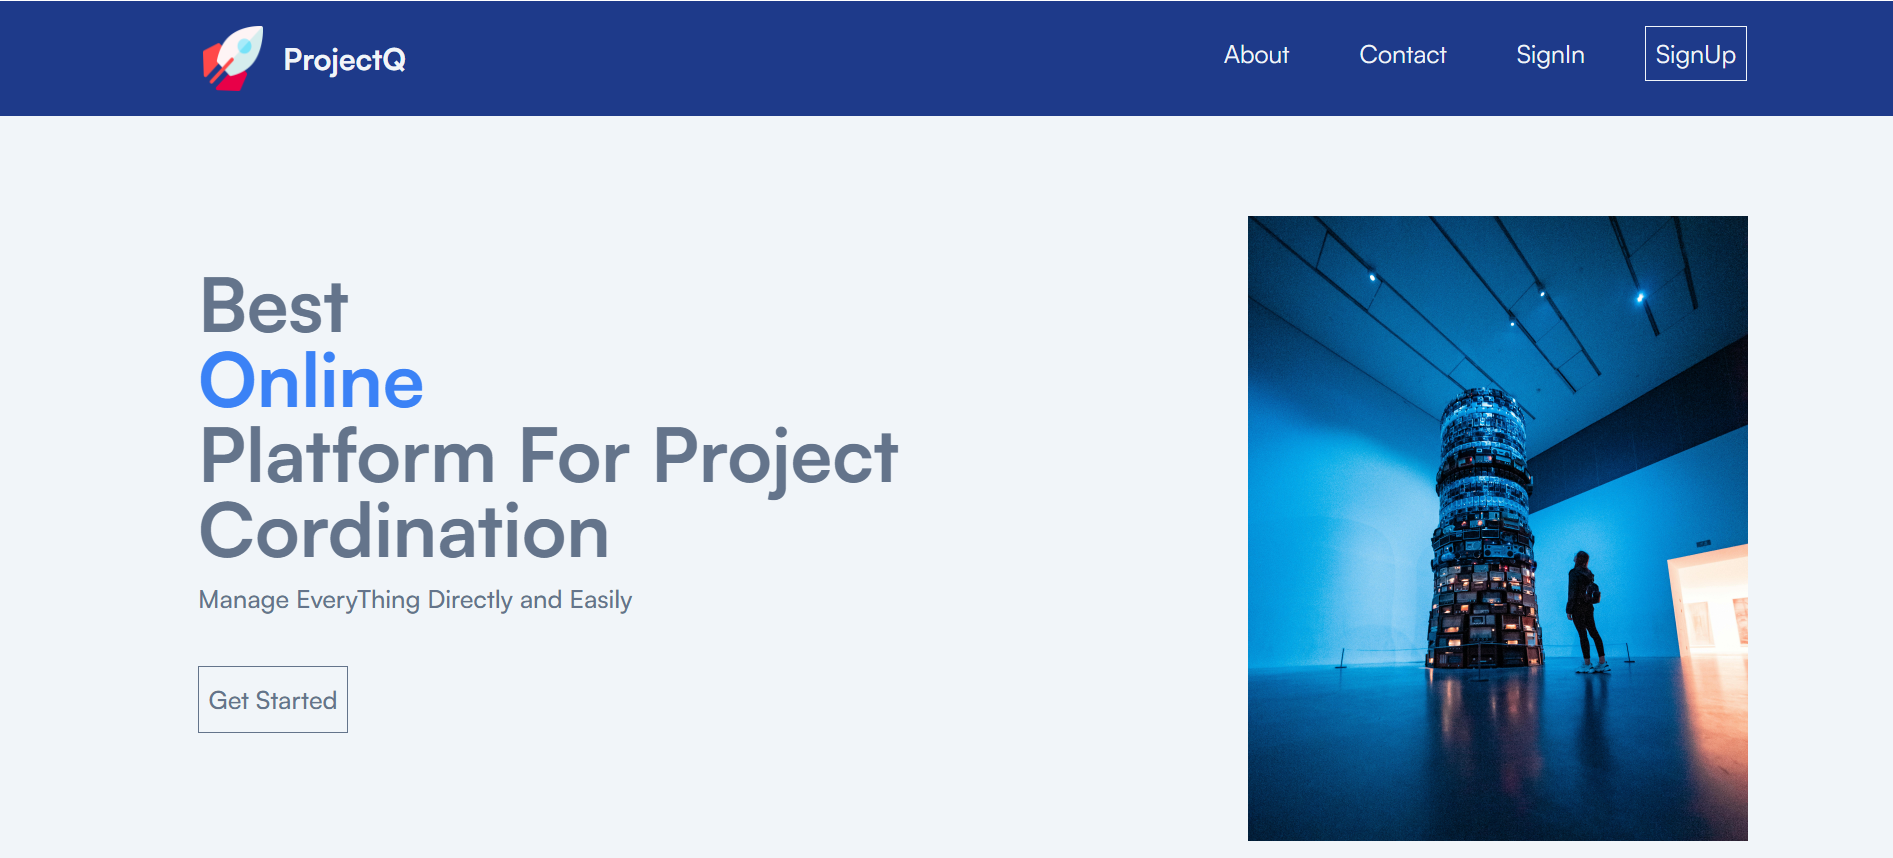 ProjectQ
About
Contact
SignIn
SignUp
Best
Online
Platform For Project
Cordination
Manage EveryThing Directly and Easily
Get Started